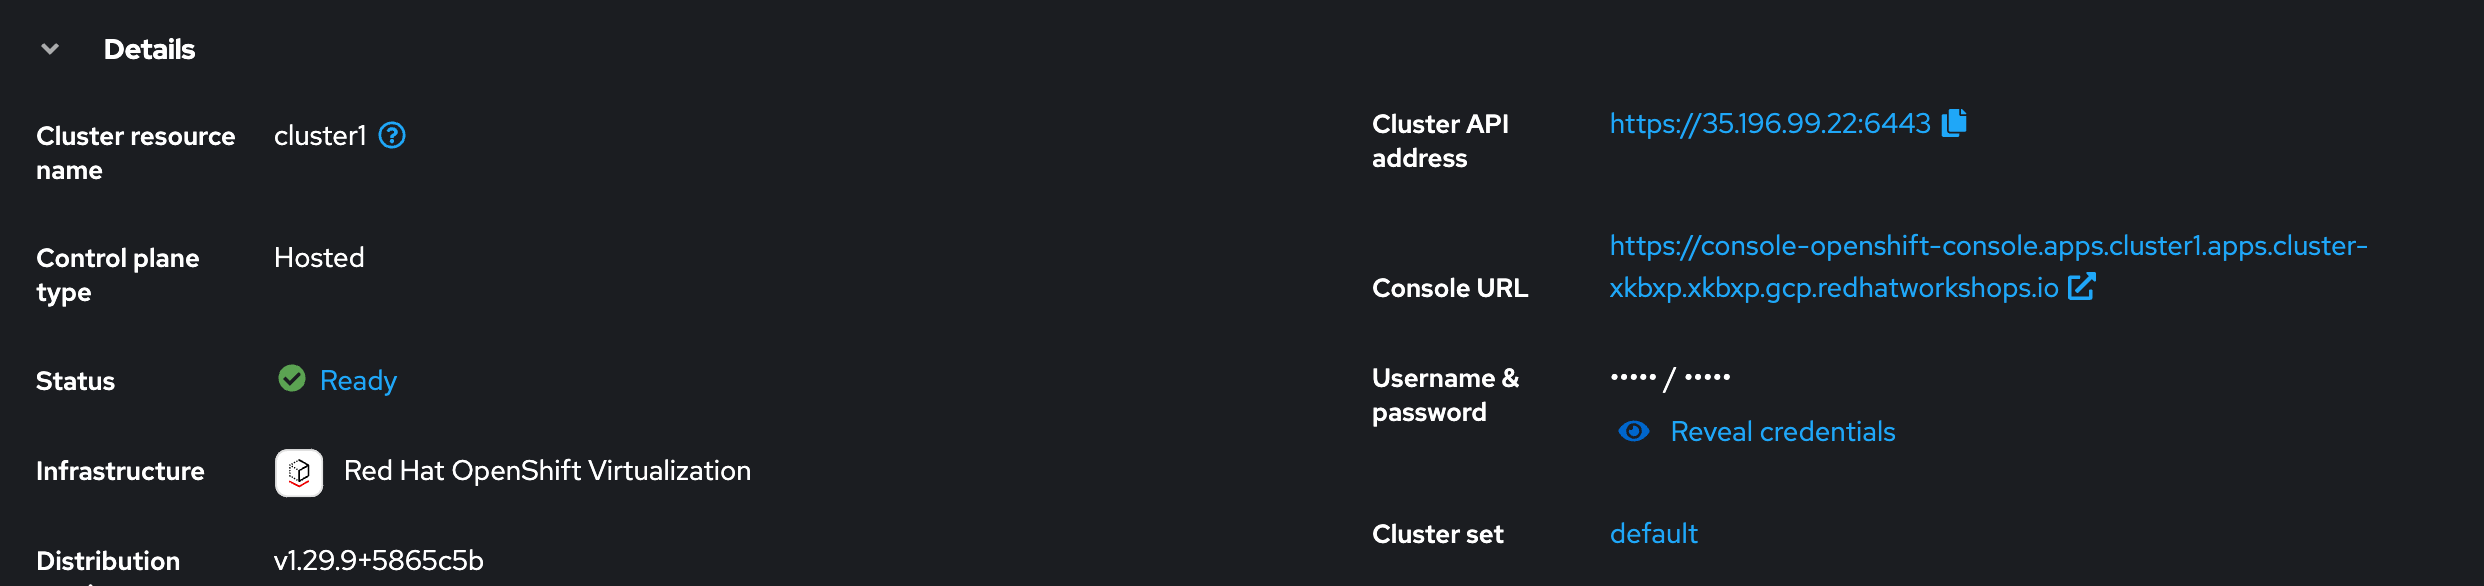 Details
Cluster resource
name
cluster1
Control plane
type
Hosted
Status
Ready
Infrastructure
Red Hat OpenShift Virtualization
Distribution
v1.29.9+5865c5b
Cluster API
address
https://35.196.99.22:6443
Console URL
https://console-openshift-console.apps.cluster1.apps.cluster-
xkbxp.xkbxp.gcp.redhatworkshops.io
Username &
password
••••• / •••••
Reveal credentials
Cluster set
default